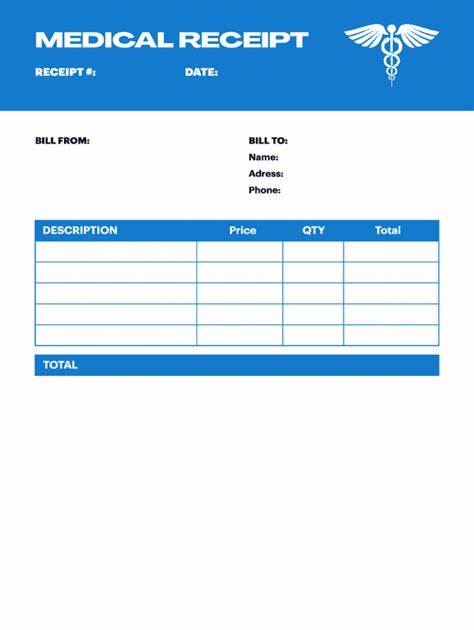 MEDICAL RECEIPT
RECEIPT #: DATE:
BILL FROM: BILL TO:
Name:
Adress:
Phone:
DESCRIPTION Price QTY Total
TOTAL